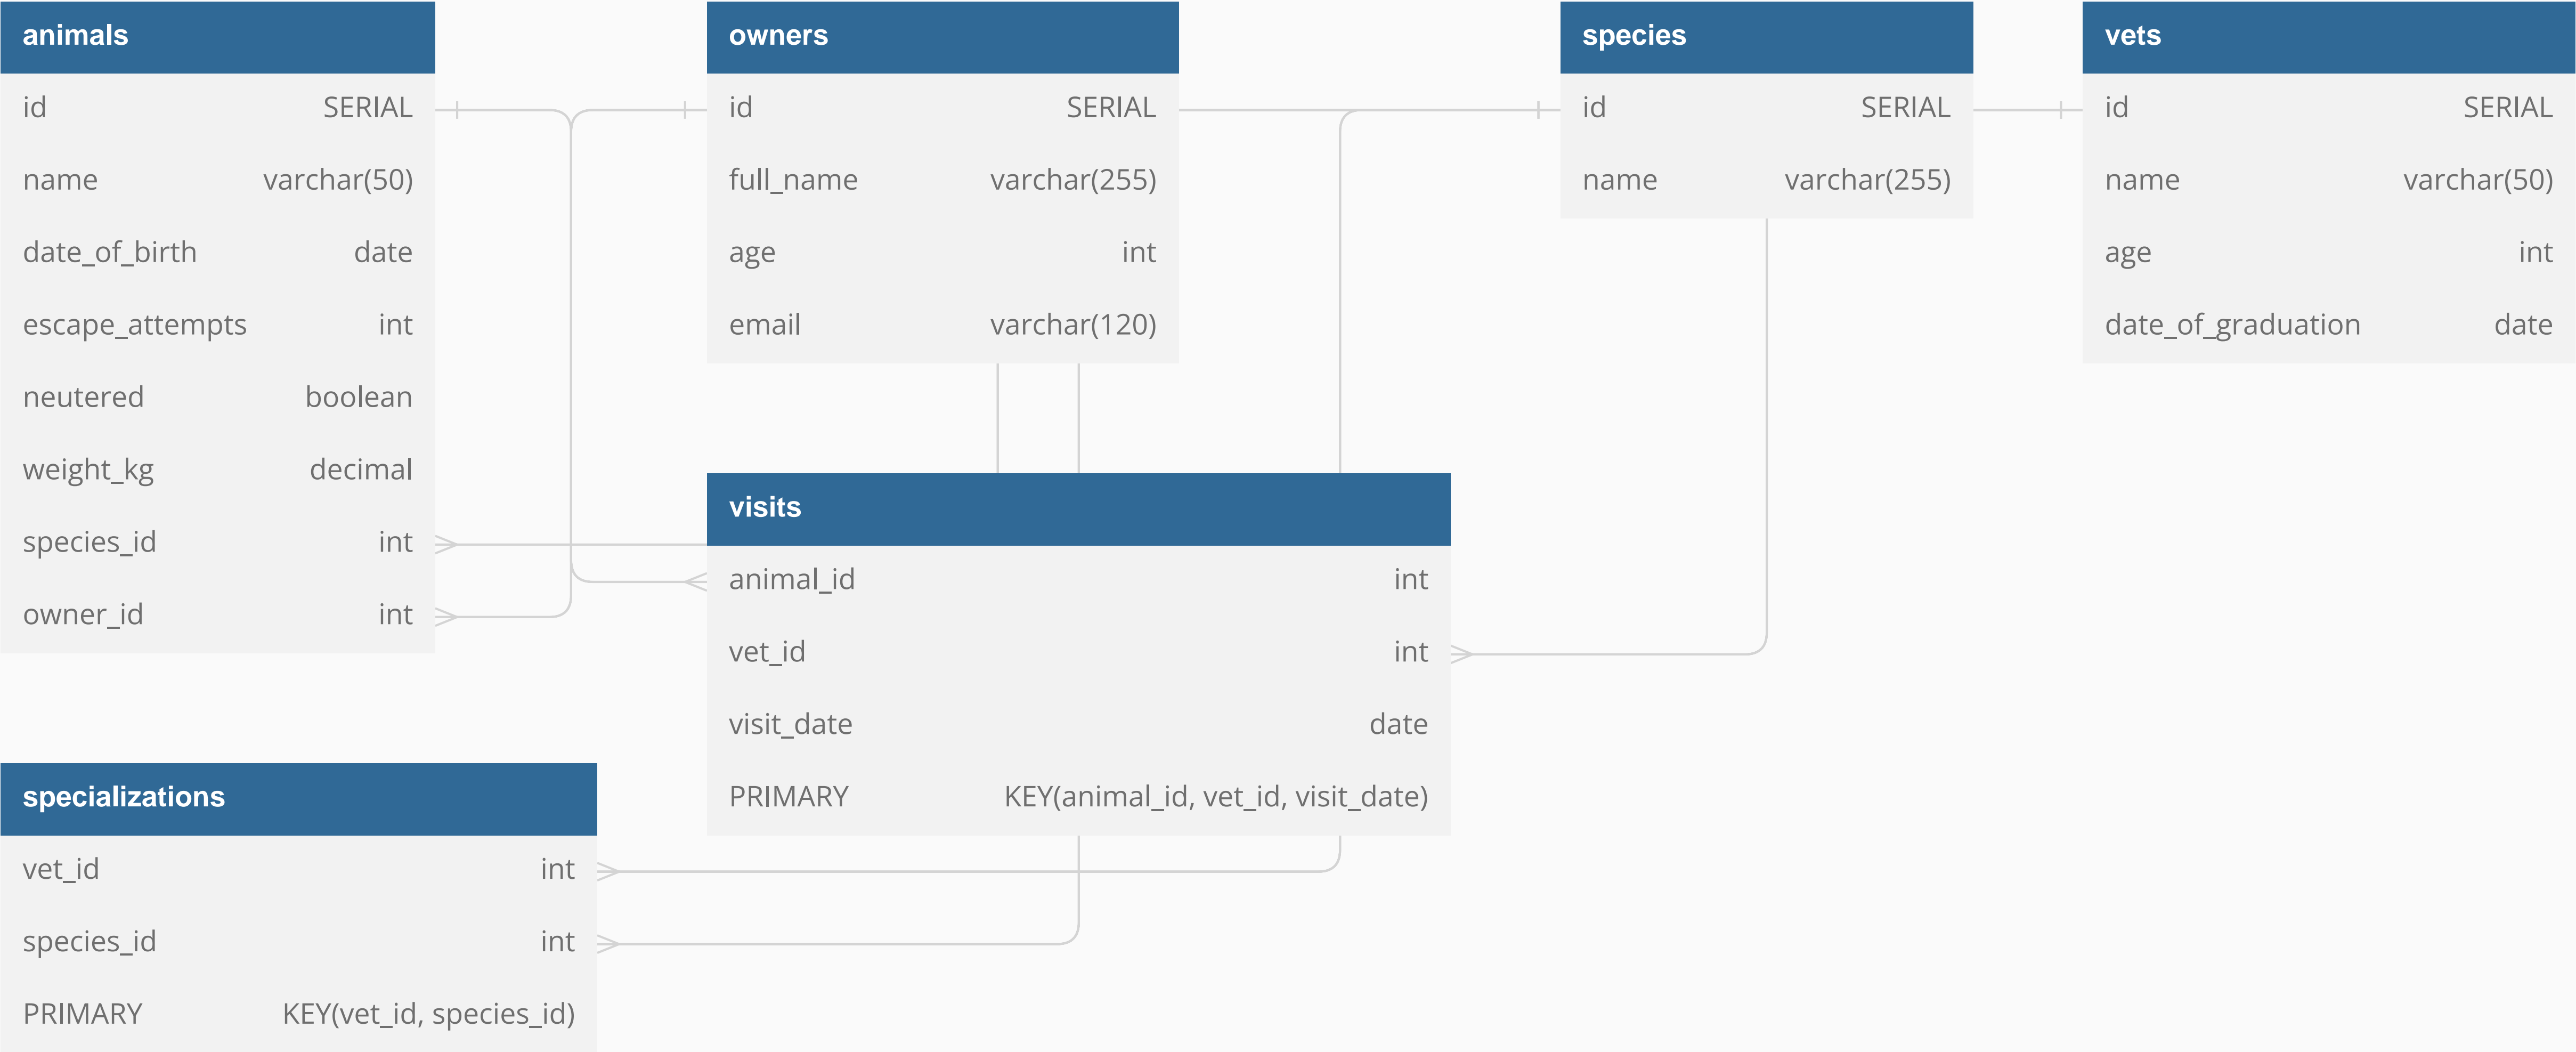 animals
id SERIAL
name varchar(50)
date_of_birth date
escape_attempts int
neutered boolean
weight_kg decimal
species_id int
owner_id int
owners
id SERIAL
full_name varchar(255)
age int
email varchar(120)
species
id SERIAL
name varchar(255)
vets
id SERIAL
name varchar(50)
age int
date_of_graduation date
visits
animal_id int
vet_id int
visit_date date
PRIMARY KEY(animal_id, vet_id, visit_date)
specializations
vet_id int
species_id int
PRIMARY KEY(vet_id, species_id)